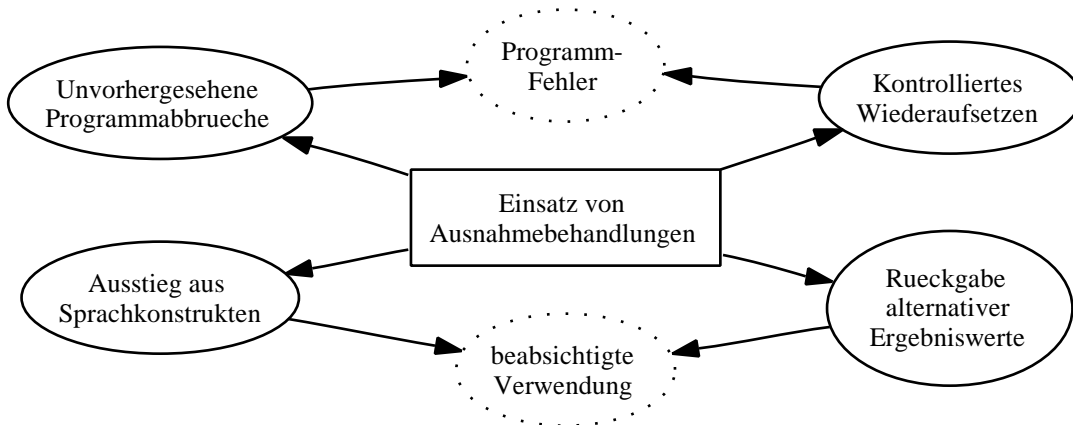 Programm-
Fehler
Unvorhergesehene
Programmabbrueche
Kontrolliertes
Wiederaufsetzen
Einsatz von
Ausnahmebehandlungen
Ausstieg aus
Sprachkonstrukten
Rueckgabe
alternativer
Ergebniswerte
beabsichtigte
Verwendung